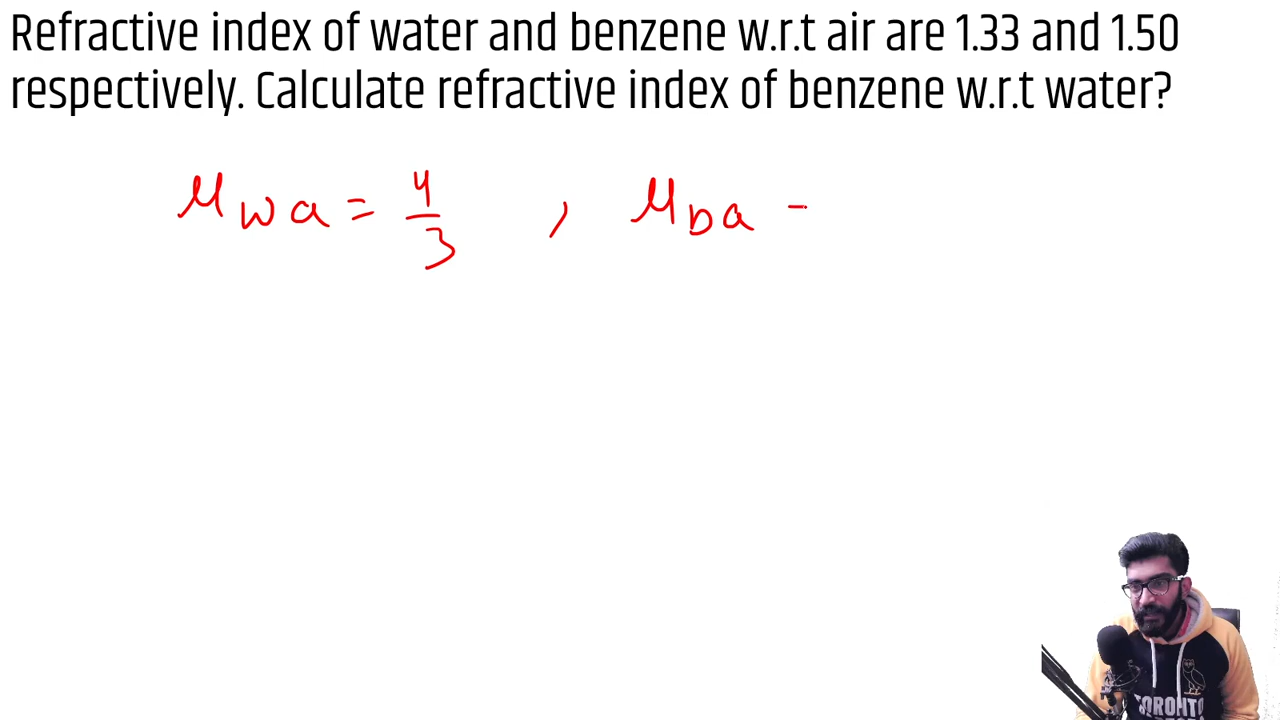 Refractive index of water and benzene w.r.t air are 1.33 and 1.50
respectively. Calculate refractive index of benzene w.r.t water?
μwa = 4/3 , μba =
TORONTO